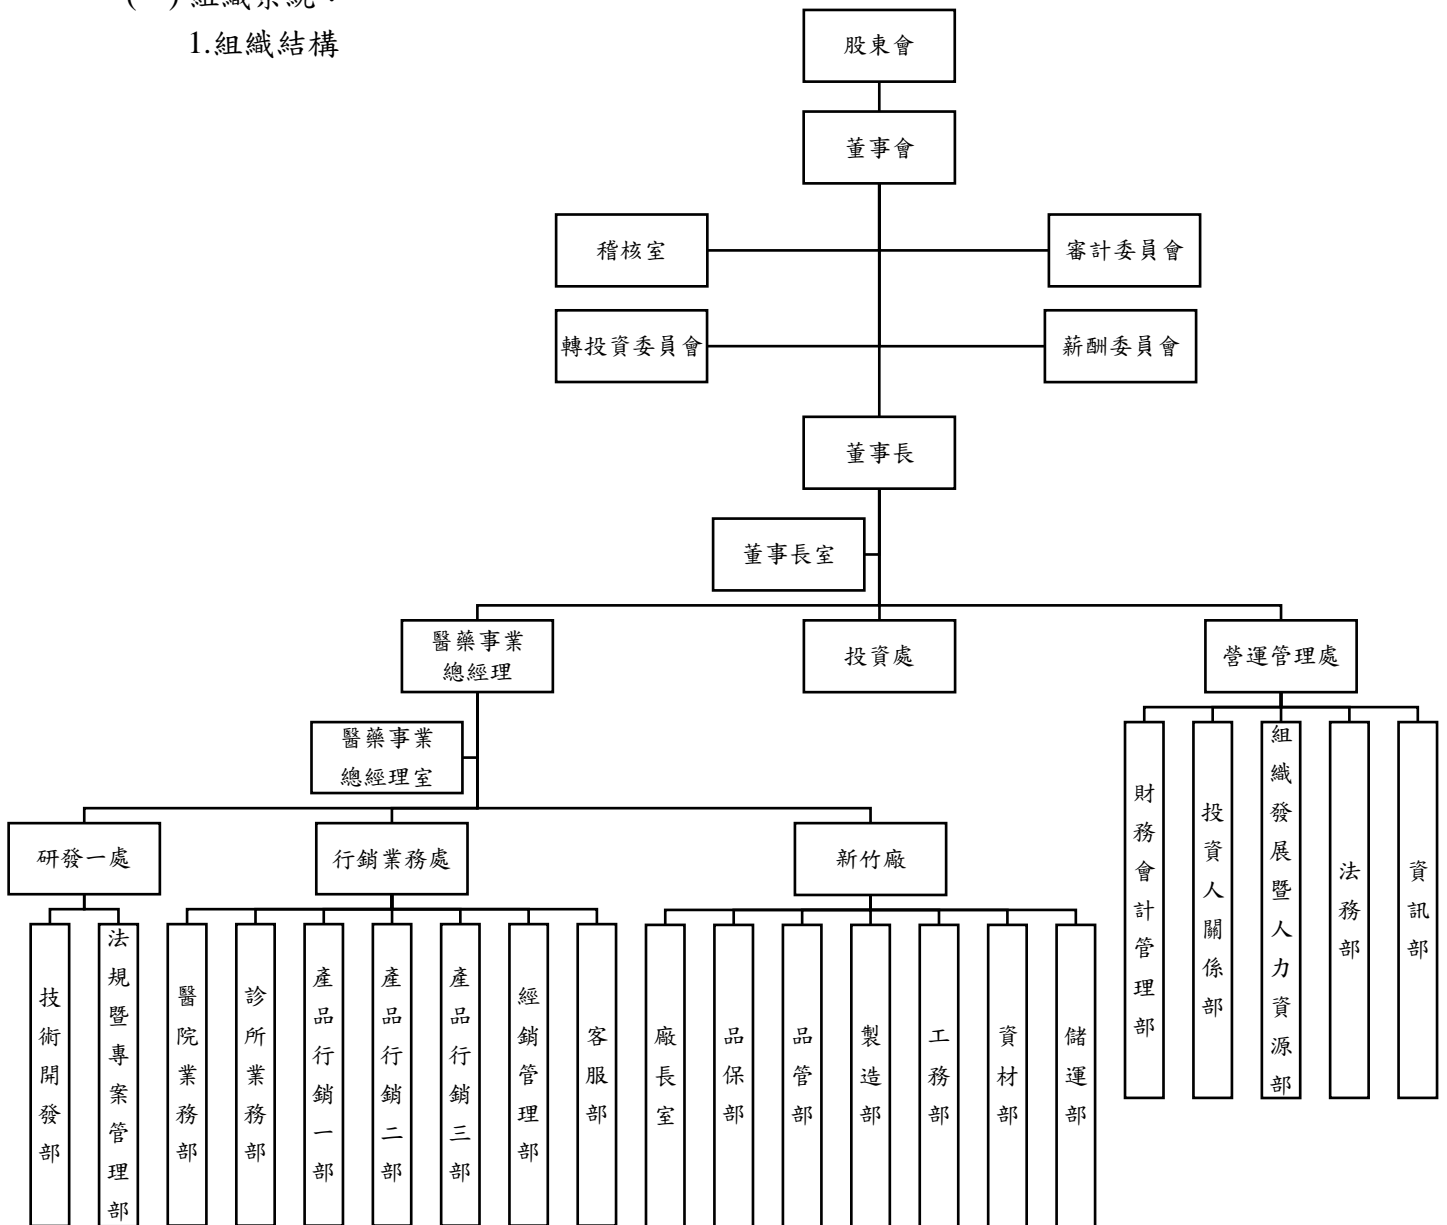 組織系統：
1.組織結構
股東會
董事會
稽核室
審計委員會
轉投資委員會
薪酬委員會
董事長
董事長室
醫藥事業
總經理
投資處
營運管理處
醫藥事業
總經理室
財務會計管理部
投資人關係部
組織發展暨人力資源部
法務部
資訊部
研發一處
行銷業務處
新竹廠
技術開發部
法規暨專案管理部
醫院業務部
診所業務部
產品行銷一部
產品行銷二部
產品行銷三部
經銷管理部
客服部
廠長室
品保部
品管部
製造部
工務部
資材部
儲運部